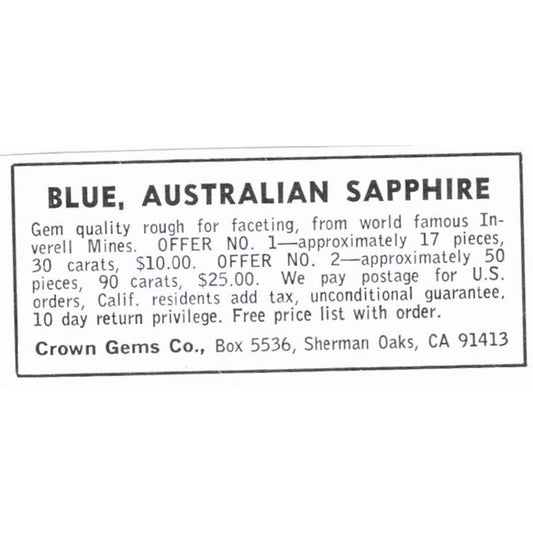 BLUE, AUSTRALIAN SAPPHIRE
Gem quality rough for faceting, from world famous In-
verell Mines. OFFER NO. 1—approximately 17 pieces,
30 carats, $10.00. OFFER NO. 2—approximately 50
pieces, 90 carats, $25.00. We pay postage for U.S.
orders, Calif. residents add tax, unconditional guarantee.
10 day return privilege. Free price list with order.
Crown Gems Co., Box 5536, Sherman Oaks, CA 91413